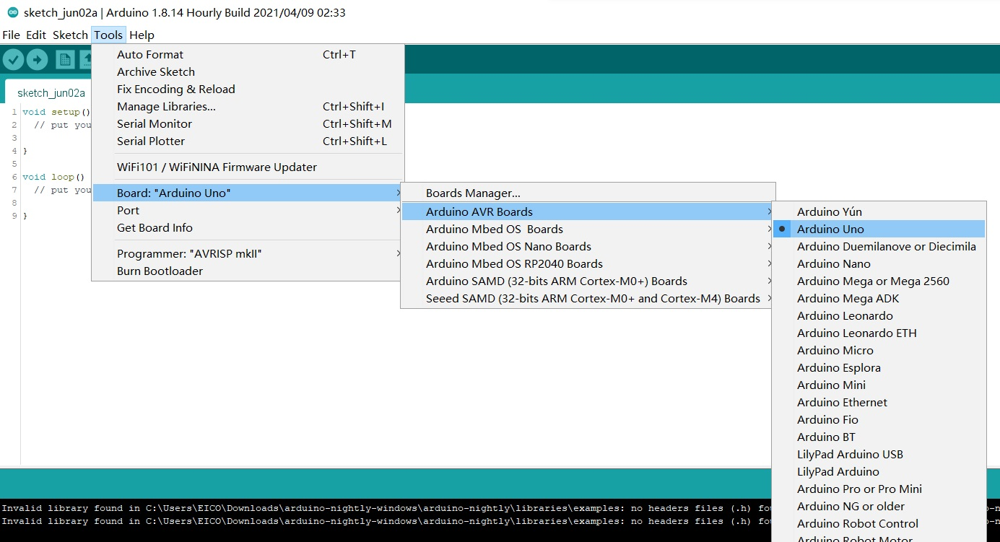 sketch_jun02a | Arduino 1.8.14 Hourly Build 2021/04/09 02:33
File Edit Sketch Tools Help
sketch_jun02a
1 void setup()
2 // put you
3
4 }
5
6 void loop()
7 // put you
8
9 }
Auto Format Ctrl+T
Archive Sketch
Fix Encoding & Reload
Manage Libraries... Ctrl+Shift+I
Serial Monitor Ctrl+Shift+M
Serial Plotter Ctrl+Shift+L
WiFi101 / WiFiNINA Firmware Updater
Board: "Arduino Uno"
Port
Get Board Info
Programmer: "AVRISP mkII"
Burn Bootloader
Boards Manager...
Arduino AVR Boards
Arduino Mbed OS  Boards
Arduino Mbed OS Nano Boards
Arduino Mbed OS RP2040 Boards
Arduino SAMD (32-bits ARM Cortex-M0+) Boards
Seeed SAMD (32-bits ARM Cortex-M0+ and Cortex-M4) Boards
Arduino Yún
Arduino Uno
Arduino Duemilanove or Diecimila
Arduino Nano
Arduino Mega or Mega 2560
Arduino Mega ADK
Arduino Leonardo
Arduino Leonardo ETH
Arduino Micro
Arduino Esplora
Arduino Mini
Arduino Ethernet
Arduino Fio
Arduino BT
LilyPad Arduino USB
LilyPad Arduino
Arduino Pro or Pro Mini
Arduino NG or older
Arduino Robot Control
Arduino Robot Motor
Invalid library found in C:\Users\EICO\Downloads\arduino-nightly-windows\arduino-nightly\libraries\examples: no headers files (.h) fou
Invalid library found in C:\Users\EICO\Downloads\arduino-nightly-windows\arduino-nightly\libraries\examples: no headers files (.h) fou